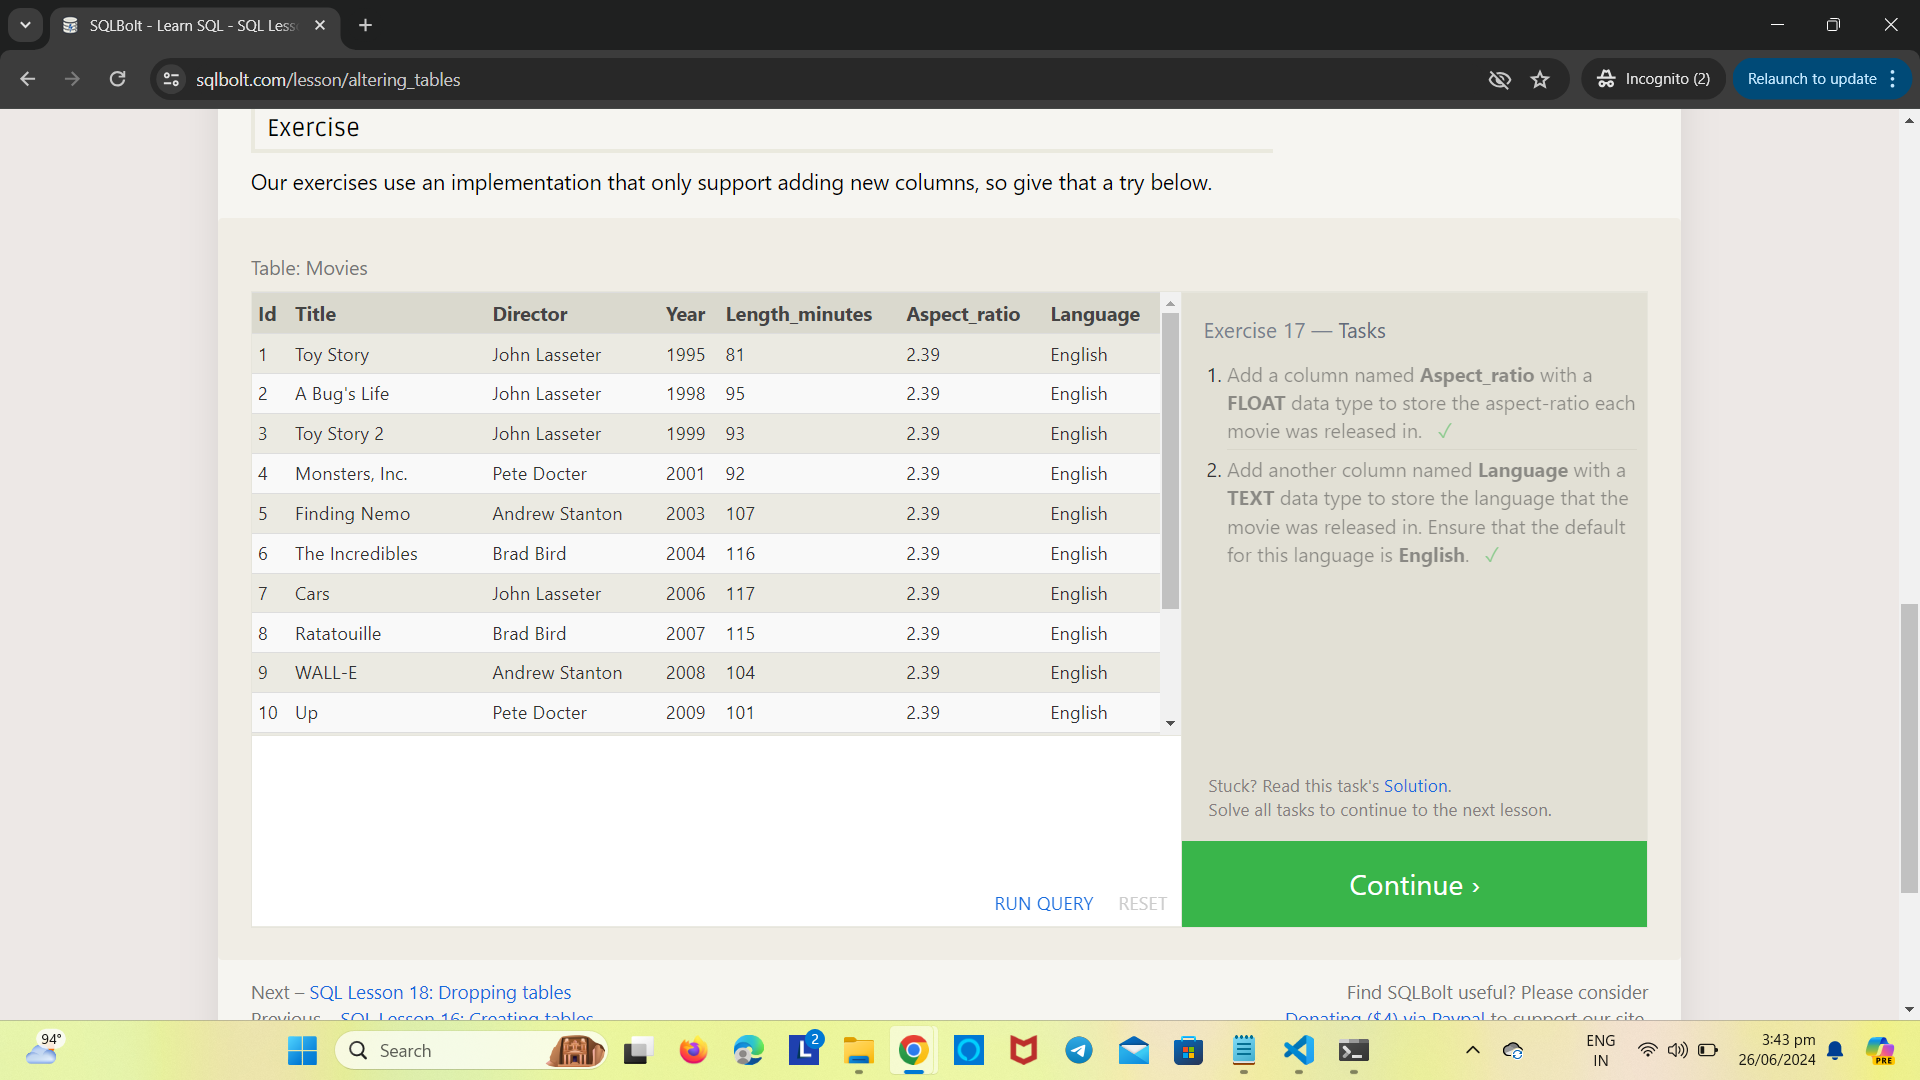 SQLBolt - Learn SQL - SQL Less
sqlbolt.com/lesson/altering_tables
Incognito (2)
Relaunch to update
Exercise
Our exercises use an implementation that only support adding new columns, so give that a try below.
Table: Movies
Id Title Director Year Length_minutes Aspect_ratio Language
1 Toy Story John Lasseter 1995 81 2.39 English
2 A Bug's Life John Lasseter 1998 95 2.39 English
3 Toy Story 2 John Lasseter 1999 93 2.39 English
4 Monsters, Inc. Pete Docter 2001 92 2.39 English
5 Finding Nemo Andrew Stanton 2003 107 2.39 English
6 The Incredibles Brad Bird 2004 116 2.39 English
7 Cars John Lasseter 2006 117 2.39 English
8 Ratatouille Brad Bird 2007 115 2.39 English
9 WALL-E Andrew Stanton 2008 104 2.39 English
10 Up Pete Docter 2009 101 2.39 English
RUN QUERY RESET
Exercise 17 — Tasks
1. Add a column named Aspect_ratio with a
FLOAT data type to store the aspect-ratio each
movie was released in. ✓
2. Add another column named Language with a
TEXT data type to store the language that the
movie was released in. Ensure that the default
for this language is English. ✓
Stuck? Read this task's Solution.
Solve all tasks to continue to the next lesson.
Continue ›
Next – SQL Lesson 18: Dropping tables
Previous – SQL Lesson 16: Creating tables
Find SQLBolt useful? Please consider
Donating ($4) via Paypal to support our site.
94°
Search
L
2
ENG
IN
3:43 pm
26/06/2024
PRE